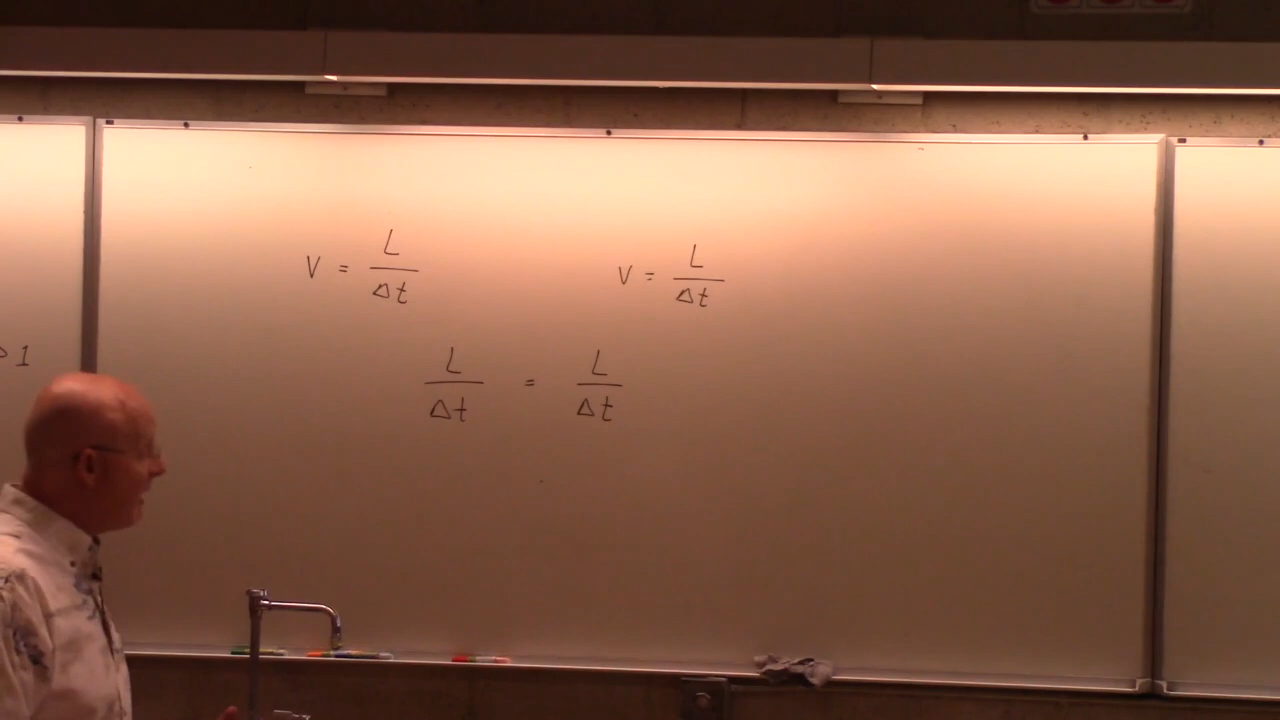 V = L / Δt    V = L / Δt
L / Δt = L / Δt
1